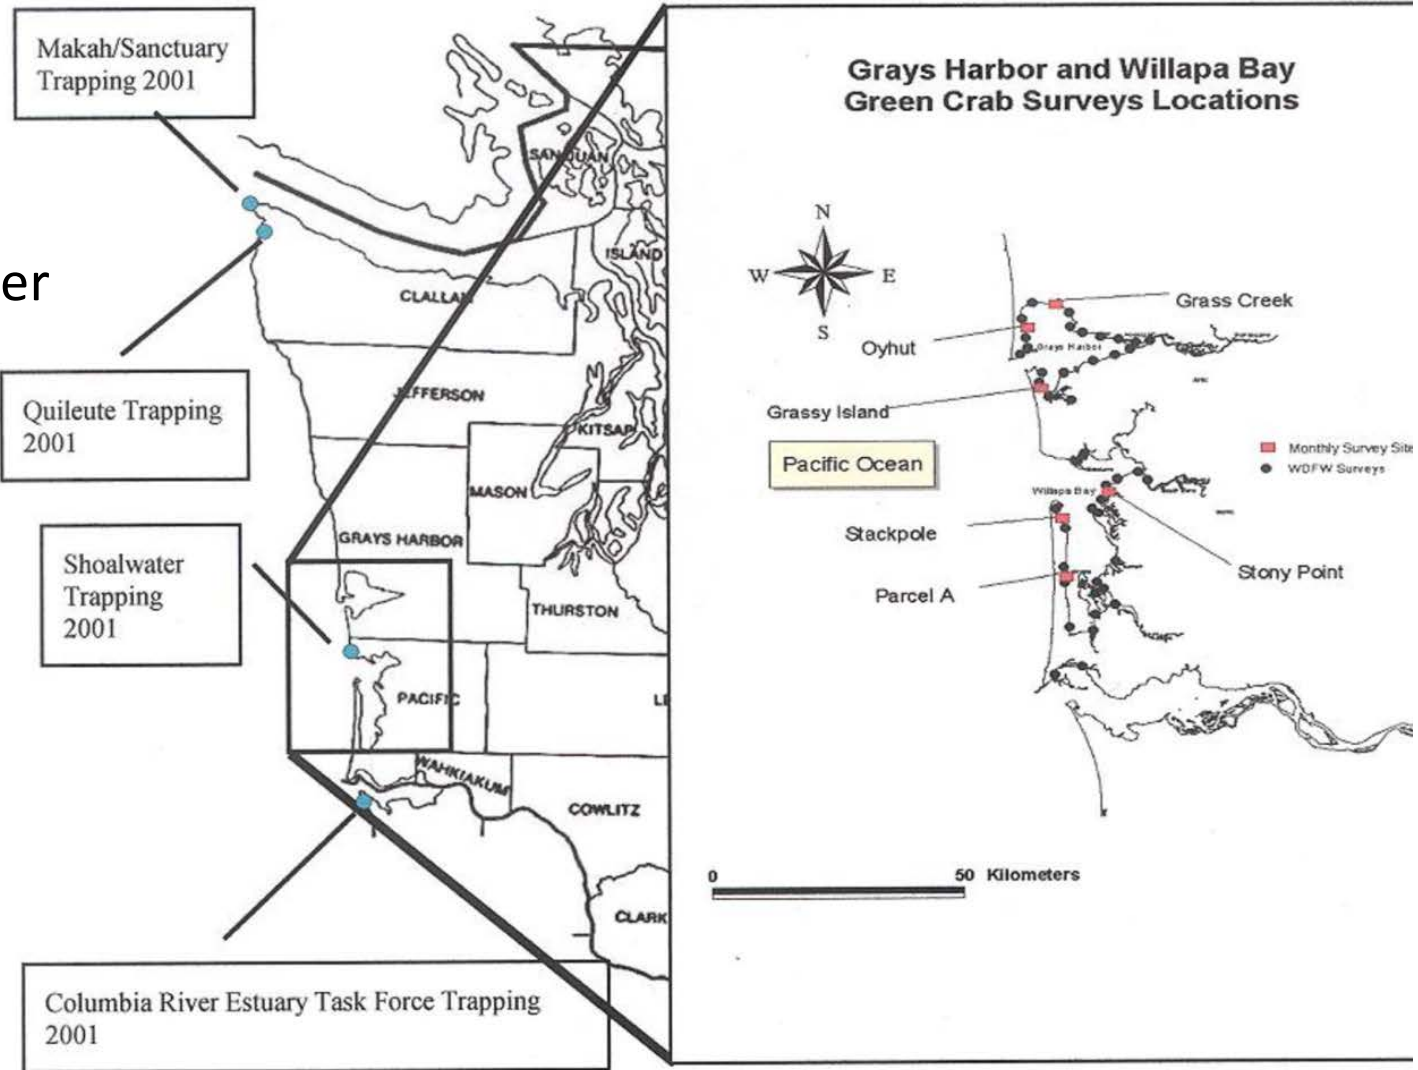 Makah/Sanctuary
Trapping 2001
er
Quileute Trapping
2001
Shoalwater
Trapping
2001
Columbia River Estuary Task Force Trapping
2001
SAN JUAN
ISLAND
CLALLAM
JEFFERSON
KITSAP
MASON
GRAYS HARBOR
THURSTON
PACIFIC
LE
WAHKIAKUM
COWLITZ
CLARK
Grays Harbor and Willapa Bay
Green Crab Surveys Locations
N
W
E
S
Grass Creek
Oyhut
Grays Harbor
Grassy Island
Pacific Ocean
Monthly Survey Site
WDFW Surveys
Willapa Bay
Stackpole
Stony Point
Parcel A
0
50 Kilometers